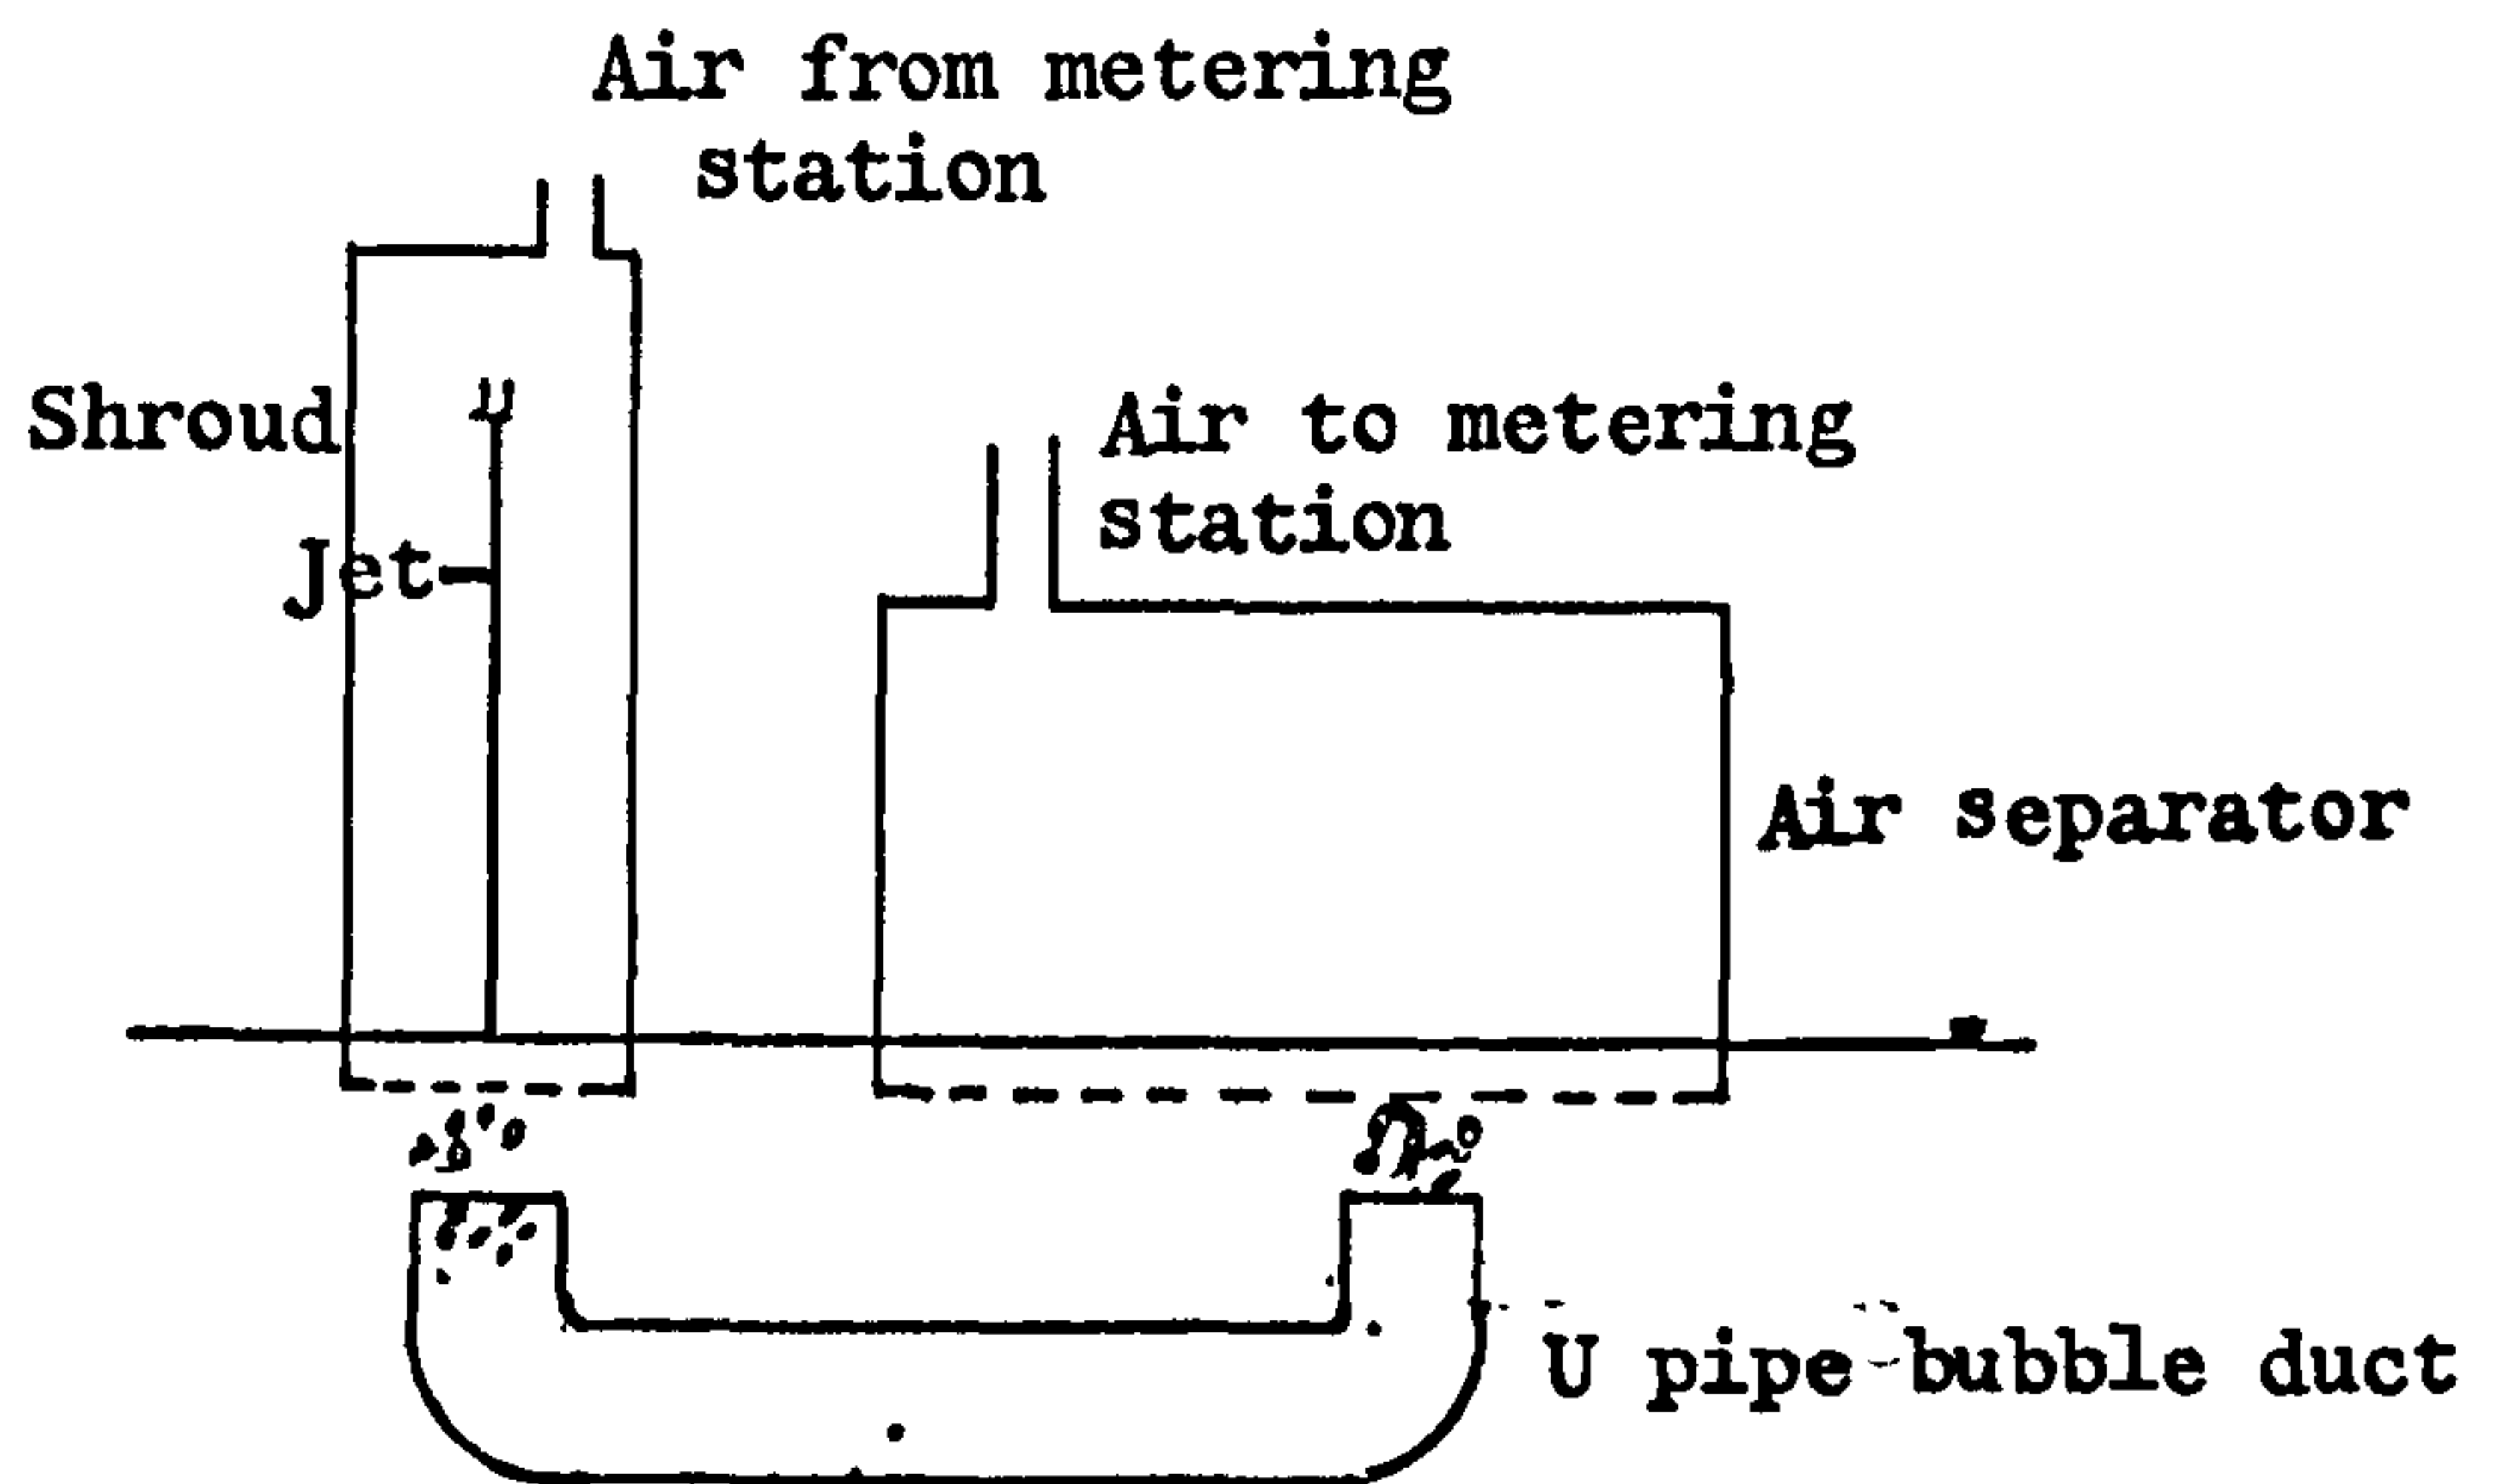 Air from metering
station
Shroud
Air to metering
station
Jet
Air separator
U pipe bubble duct